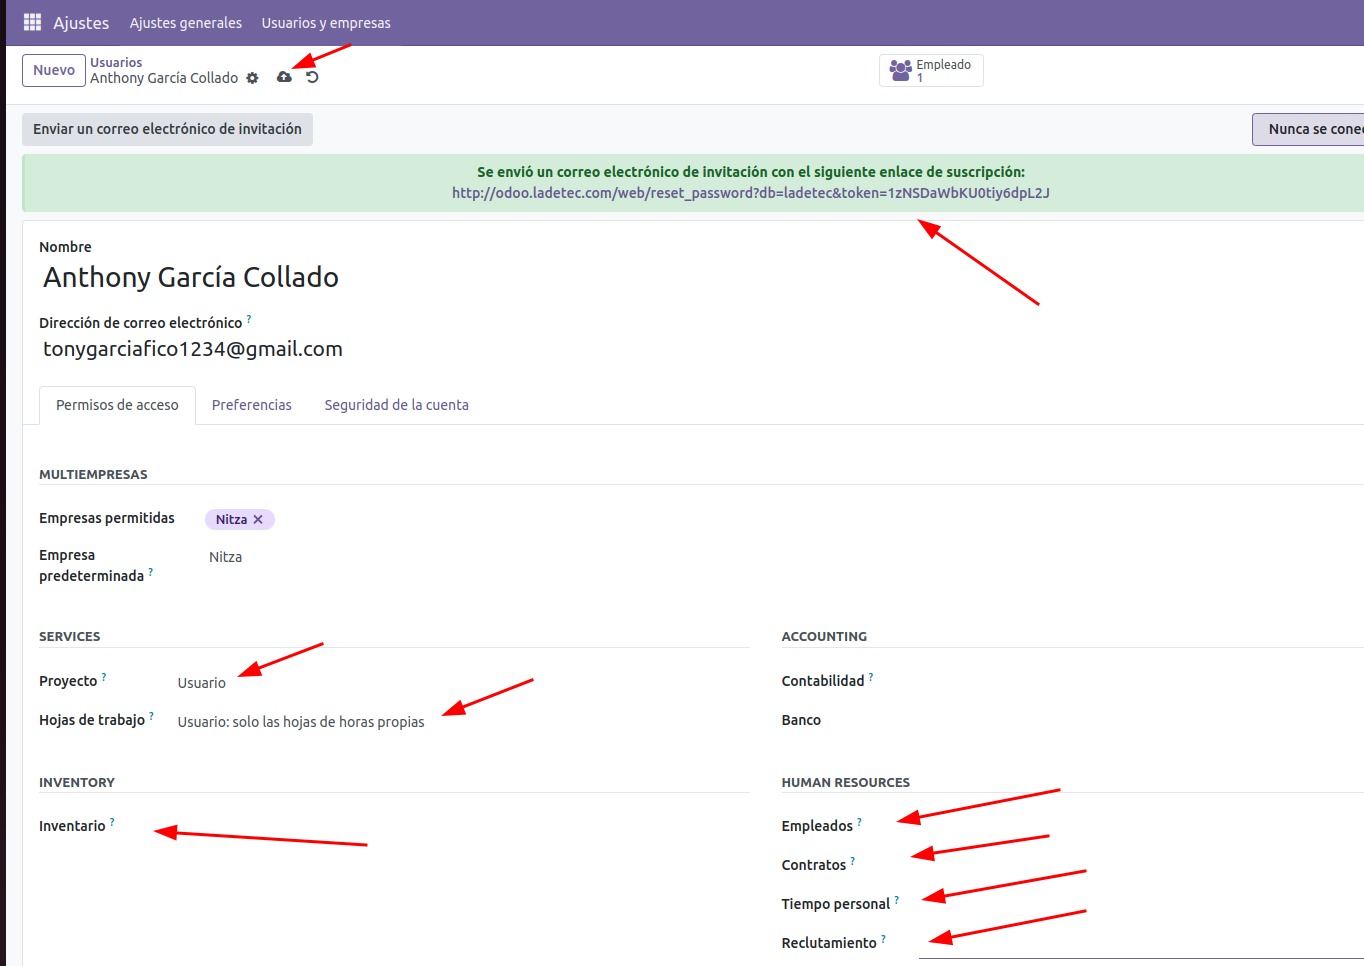 Ajustes Ajustes generales Usuarios y empresas
Nuevo
Usuarios
Anthony García Collado
Empleado
1
Enviar un correo electrónico de invitación
Nunca se conec
Se envió un correo electrónico de invitación con el siguiente enlace de suscripción:
http://odoo.ladetec.com/web/reset_password?db=ladetec&token=1zNSDaWbKU0tiy6dpL2J
Nombre
Anthony García Collado
Dirección de correo electrónico ?
tonygarciafico1234@gmail.com
Permisos de acceso Preferencias Seguridad de la cuenta
MULTIEMPRESAS
Empresas permitidas Nitza ✕
Empresa
predeterminada ? Nitza
SERVICES
Proyecto ? Usuario
Hojas de trabajo ? Usuario: solo las hojas de horas propias
ACCOUNTING
Contabilidad ?
Banco
INVENTORY
Inventario ?
HUMAN RESOURCES
Empleados ?
Contratos ?
Tiempo personal ?
Reclutamiento ?